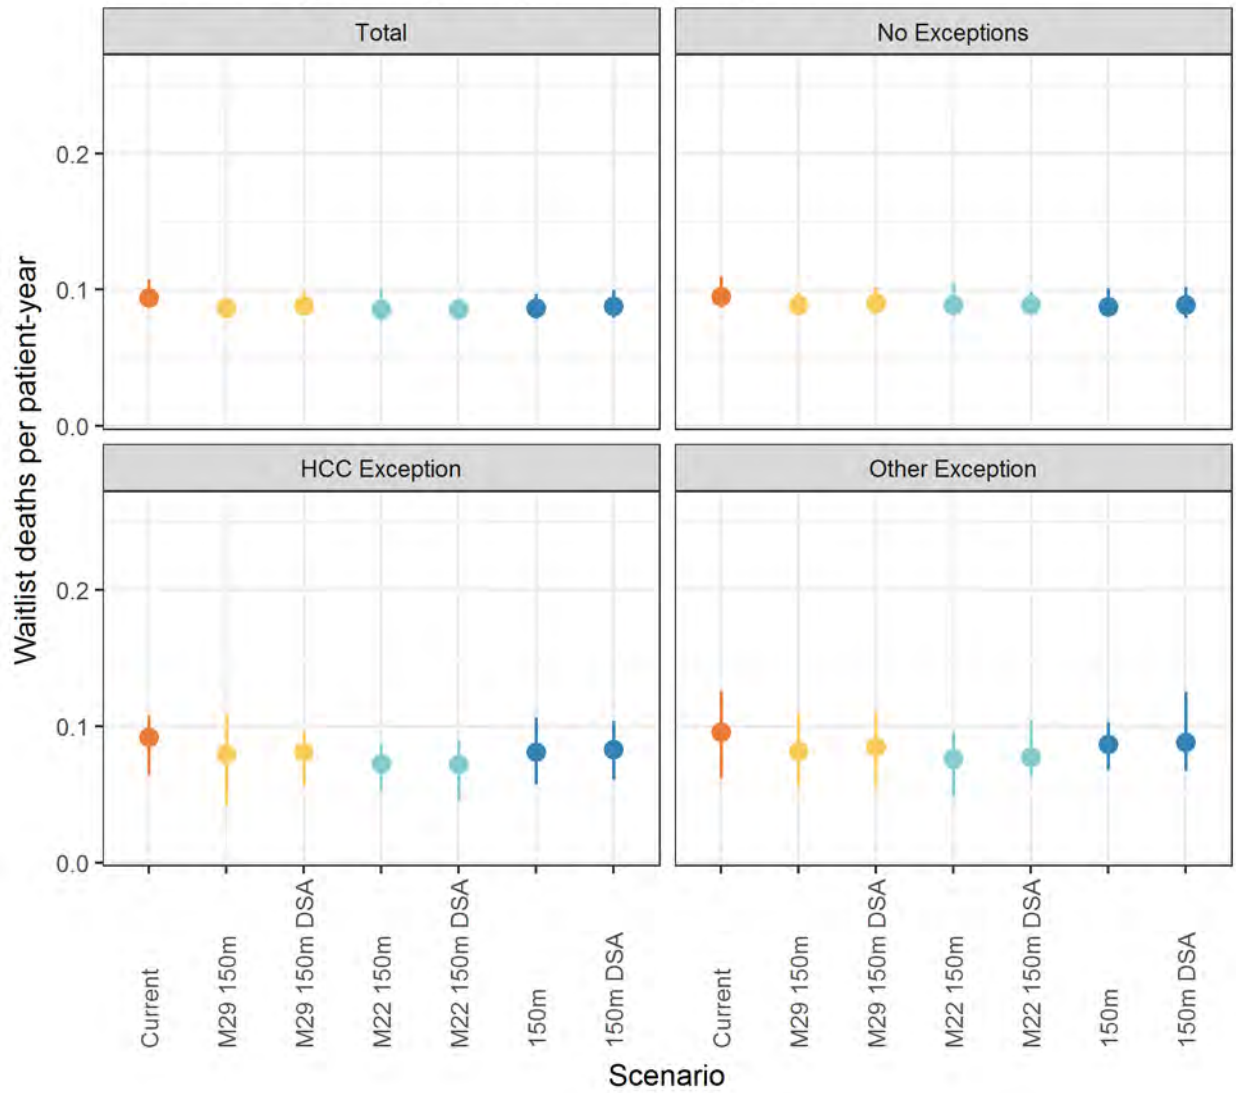 Total
No Exceptions
0.2
0.1
0.0
HCC Exception
Other Exception
0.2
0.1
0.0
Waitlist deaths per patient-year
Current
M29 150m
M29 150m DSA
M22 150m
M22 150m DSA
150m
150m DSA
Current
M29 150m
M29 150m DSA
M22 150m
M22 150m DSA
150m
150m DSA
Scenario